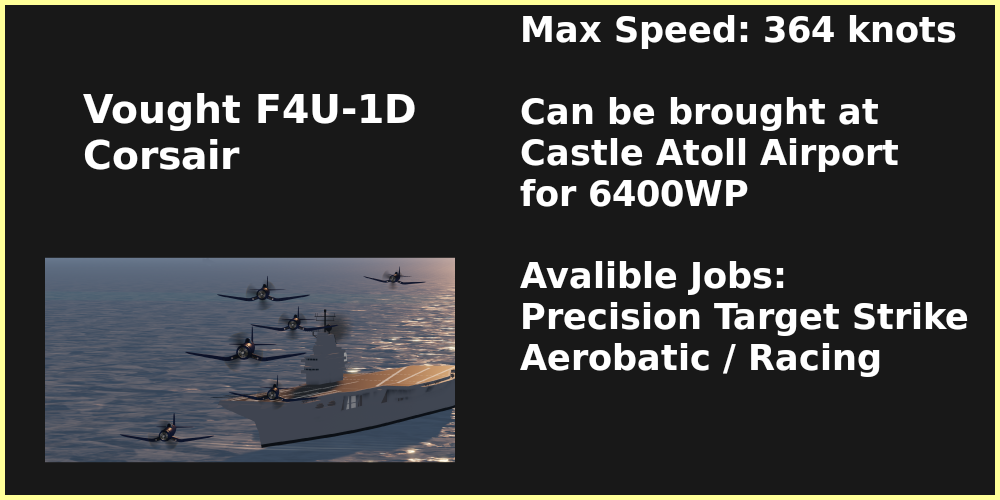 Vought F4U-1D
Corsair
Max Speed: 364 knots
Can be brought at
Castle Atoll Airport
for 6400WP
Avalible Jobs:
Precision Target Strike
Aerobatic / Racing